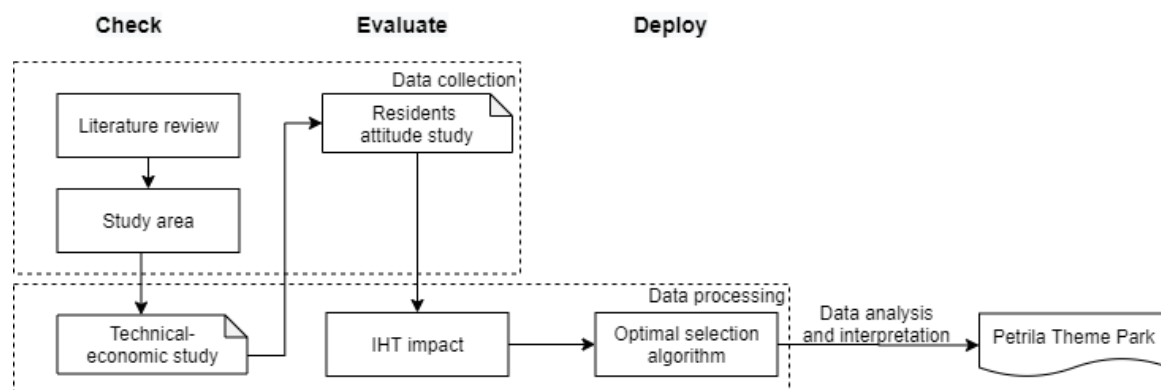 Check
Evaluate
Deploy
Data collection
Literature review
Residents
attitude study
Study area
Data processing
Technical-
economic study
IHT impact
Optimal selection
algorithm
Data analysis
and interpretation
Petrila Theme Park